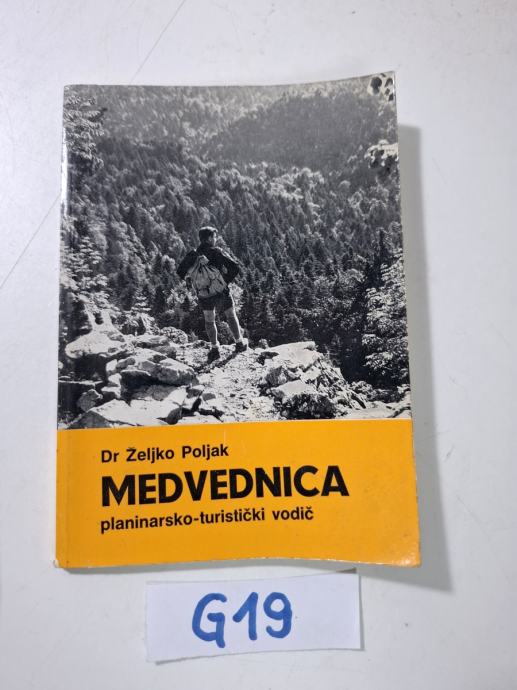 Dr Željko Poljak
MEDVEDNICA
planinarsko-turistički vodič
G19